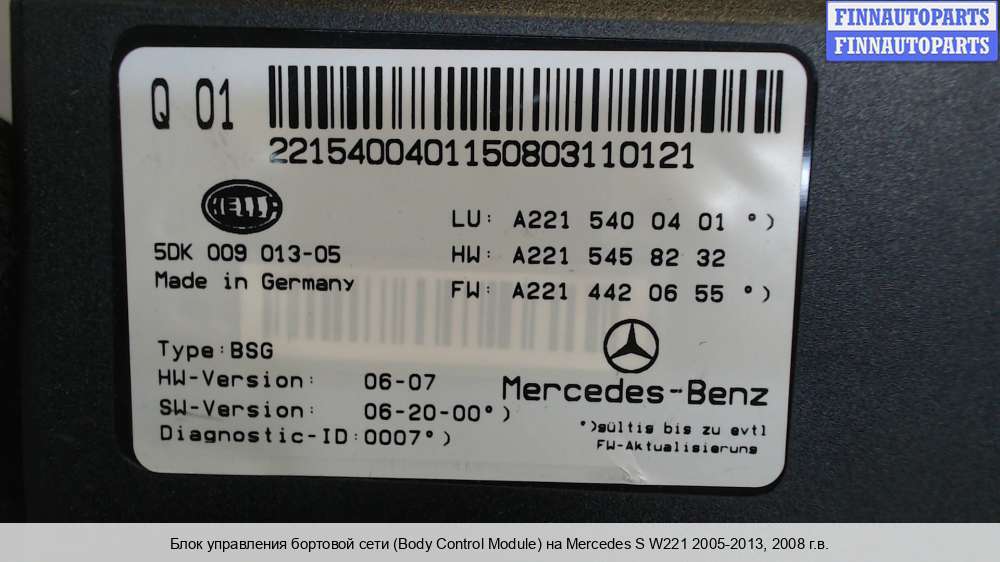 FINNAUTOPARTS
FINNAUTOPARTS
Q 01
2215400401150803110121
HELLA
LU: A221 540 04 01 °)
5DK 009 013-05
HW: A221 545 82 32
Made in Germany
FW: A221 442 06 55 °)
Type:BSG
HW-Version: 06-07
Mercedes-Benz
SW-Version: 06-20-00°)
°)gültig bis zu evtl
Diagnostic-ID:0007°)
FW-Aktualisierung
Блок управления бортовой сети (Body Control Module) на Mercedes S W221 2005-2013, 2008 г.в.